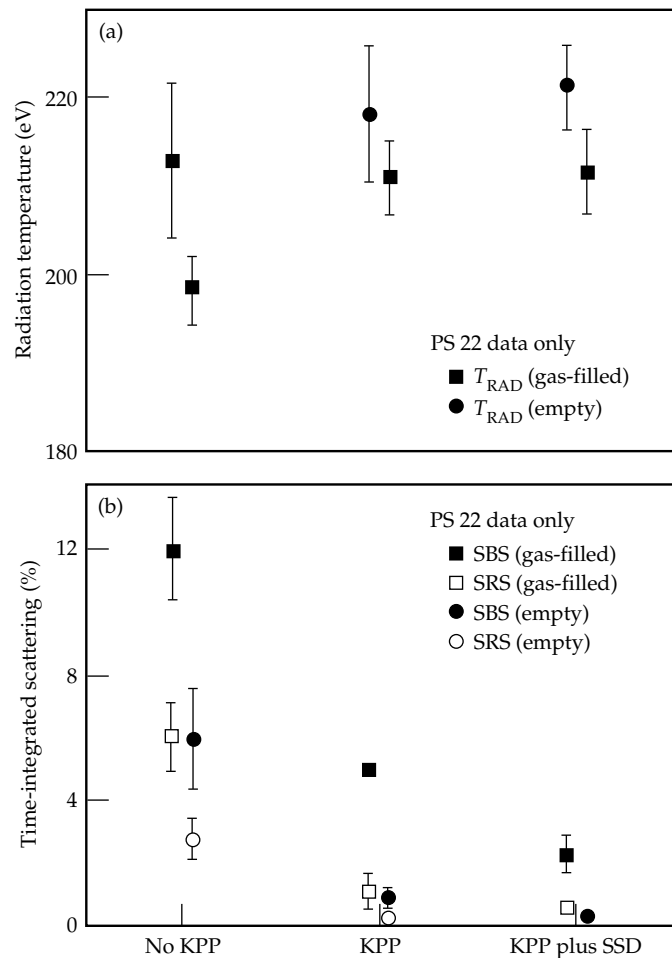 (a)
220
200
180
Radiation temperature (eV)
PS 22 data only
T_RAD (gas-filled)
T_RAD (empty)
(b)
12
8
4
0
Time-integrated scattering (%)
PS 22 data only
SBS (gas-filled)
SRS (gas-filled)
SBS (empty)
SRS (empty)
No KPP
KPP
KPP plus SSD